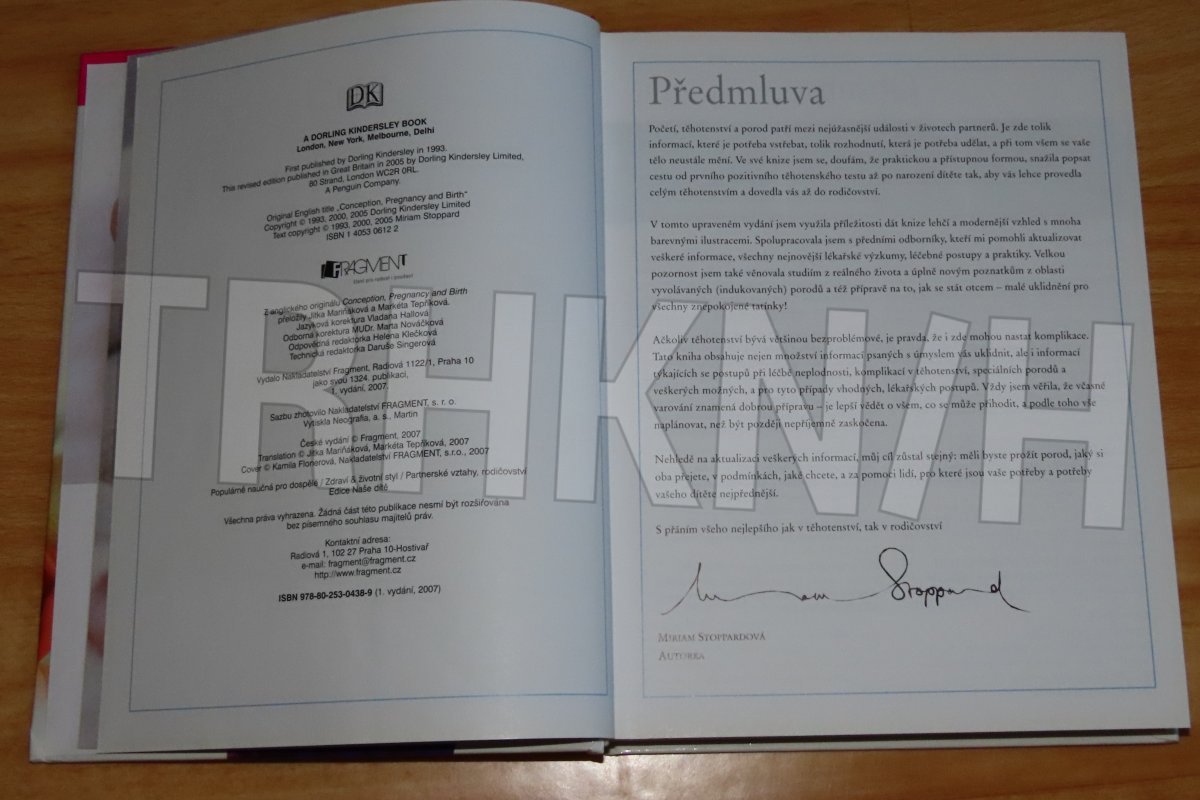 DK
A DORLING KINDERSLEY BOOK
London, New York, Melbourne, Delhi
First published by Dorling Kindersley in 1993.
This revised edition published in Great Britain in 2005 by Dorling Kindersley Limited,
80 Strand, London WC2R 0RL.
A Penguin Company.
Original English title „Conception, Pregnancy and Birth“
Copyright © 1993, 2000, 2005 Dorling Kindersley Limited
Text copyright © 1993, 2000, 2005 Miriam Stoppard
ISBN 1 4053 0612 2
FRAGMENT
Z anglického originálu Conception, Pregnancy and Birth
přeložily Jitka Mariňáková a Markéta Tepříková.
Jazyková korektura Vladana Hallová
Odborná korektura MUDr. Marta Nováčková
Odpovědná redaktorka Helena Klečková
Technická redaktorka Daruše Singerová
Vydalo Nakladatelství Fragment, Radiová 1122/1, Praha 10
jako svou 1324. publikaci,
1. vydání, 2007.
Sazbu zhotovilo Nakladatelství FRAGMENT, s. r. o.
Vytiskla Neografia, a. s., Martin
České vydání © Fragment, 2007
Translation © Jitka Mariňáková, Markéta Tepříková, 2007
Cover © Kamila Flonerová, Nakladatelství FRAGMENT, s.r.o., 2007
Populárně naučná pro dospělé / Zdraví & životní styl / Partnerské vztahy, rodičovství
Edice Naše dítě
Všechna práva vyhrazena. Žádná část této publikace nesmí být rozšiřována
bez písemného souhlasu majitelů práv.
Kontaktní adresa:
Radiová 1, 102 27 Praha 10-Hostivař
e-mail: fragment@fragment.cz
http://www.fragment.cz
ISBN 978-80-253-0438-9 (1. vydání, 2007)
Předmluva
Početí, těhotenství a porod patří mezi nejúžasnější události v životech partnerů. Je zde tolik
informací, které je potřeba vstřebat, tolik rozhodnutí, která je potřeba udělat, a při tom všem se vaše
tělo neustále mění. Ve své knize jsem se, doufám, že praktickou a přístupnou formou, snažila popsat
cestu od prvního pozitivního těhotenského testu až po narození dítěte tak, aby vás lehce provedla
celým těhotenstvím a dovedla vás až do rodičovství.
V tomto upraveném vydání jsem využila příležitosti dát knize lehčí a modernější vzhled s mnoha
barevnými ilustracemi. Spolupracovala jsem s předními odborníky, kteří mi pomohli aktualizovat
veškeré informace, všechny nejnovější lékařské výzkumy, léčebné postupy a praktiky. Velkou
pozornost jsem také věnovala studiím z reálného života a úplně novým poznatkům z oblasti
vyvolávaných (indukovaných) porodů a též přípravě na to, jak se stát otcem – malé uklidnění pro
všechny znepokojené tatínky!
Ačkoliv těhotenství bývá většinou bezproblémové, je pravda, že i zde mohou nastat komplikace.
Tato kniha obsahuje nejen množství informací psaných s úmyslem vás uklidnit, ale i informací
týkajících se postupů při léčbě neplodnosti, komplikací v těhotenství, speciálních porodů a
veškerých možných, a pro tyto případy vhodných, lékařských postupů. Vždy jsem věřila, že včasné
varování znamená dobrou přípravu – je lepší vědět o všem, co se může přihodit, a podle toho vše
naplánovat, než být později nepříjemně zaskočena.
Nehledě na aktualizaci veškerých informací, můj cíl zůstal stejný: měli byste prožít porod, jaký si
oba přejete, v podmínkách, jaké chcete, a za pomoci lidí, pro které jsou vaše potřeby a potřeby
vašeho dítěte nejpřednější.
S přáním všeho nejlepšího jak v těhotenství, tak v rodičovství
Miriam Stoppard
MIRIAM STOPPARDOVÁ
AUTORKA
TRHKNIH